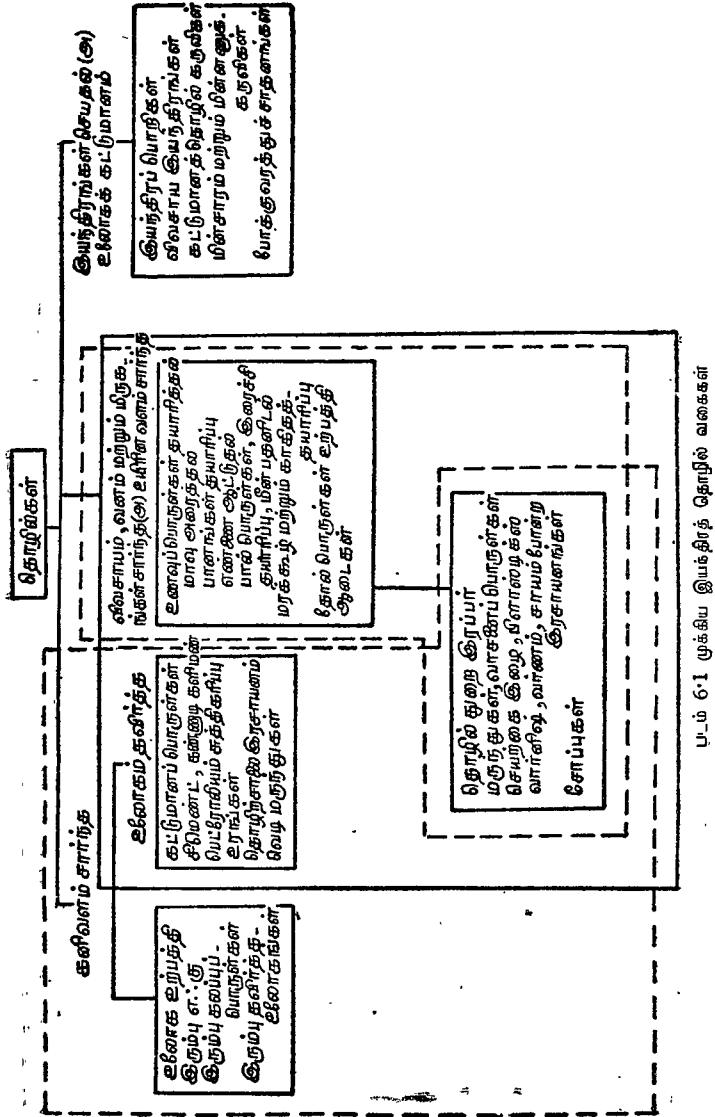 தொழில்கள்
கனிவளம் சார்ந்த
உலோக உற்பத்தி
இரும்பு எஃகு
இரும்பு கலப்புப்-
பொருள்கள்
இரும்பு தவிர்த்த-
உலோகங்கள்
உலோகம் தவிர்த்த
கட்டுமானப் பொருள்கள்
சிமெண்ட், கண்ணாடி களிமண்
பெட்ரோலியம் சுத்திகரிப்பு
உரங்கள்
தொழிற்சாலை இரசாயனம்
வெடி மருந்துகள்
விவசாயம், வனம் மற்றும் மிருக-
ங்கள் சார்ந்த(அ) உயிரின வளம் சார்ந்த
உணவுப்பொருள்கள் தயாரித்தல்
மாவு அரைத்தல்
பானங்கள் தயாரிப்பு
எண்ணை ஆட்டுதல்
பால் பொருள்கள், இறைச்சி
தயாரிப்பு, மீன் பதனிடல்
மரக்கூழ் மற்றும் காகிதத்-
தயாரிப்பு
தோல் பொருள்கள் உற்பத்தி
ஆடைகள்
தொழில் துறை இரப்பர்
மருந்துகள், வாசனைப் பொருள்கள்
செயற்கை இழை, பிளாஸ்டிகஸ்
வார்னிஷ், வாணம், சாயம் போன்ற
இரசாயனங்கள்
சோப்புகள்
இயந்திரங்கள் செய்தல் (அ)
உலோகக் கட்டுமானம்
இயந்திரப் பொறிகள்
விவசாய இயந்திரங்கள்
கட்டுமானத்தொழில் கருவிகள்
மின்சாரம் மற்றும் மின்னணுக்-
கருவிகள்
போக்குவரத்துச் சாதனங்கள்
படம் 6·1 முக்கிய இயந்திரத் தொழில் வகைகள்